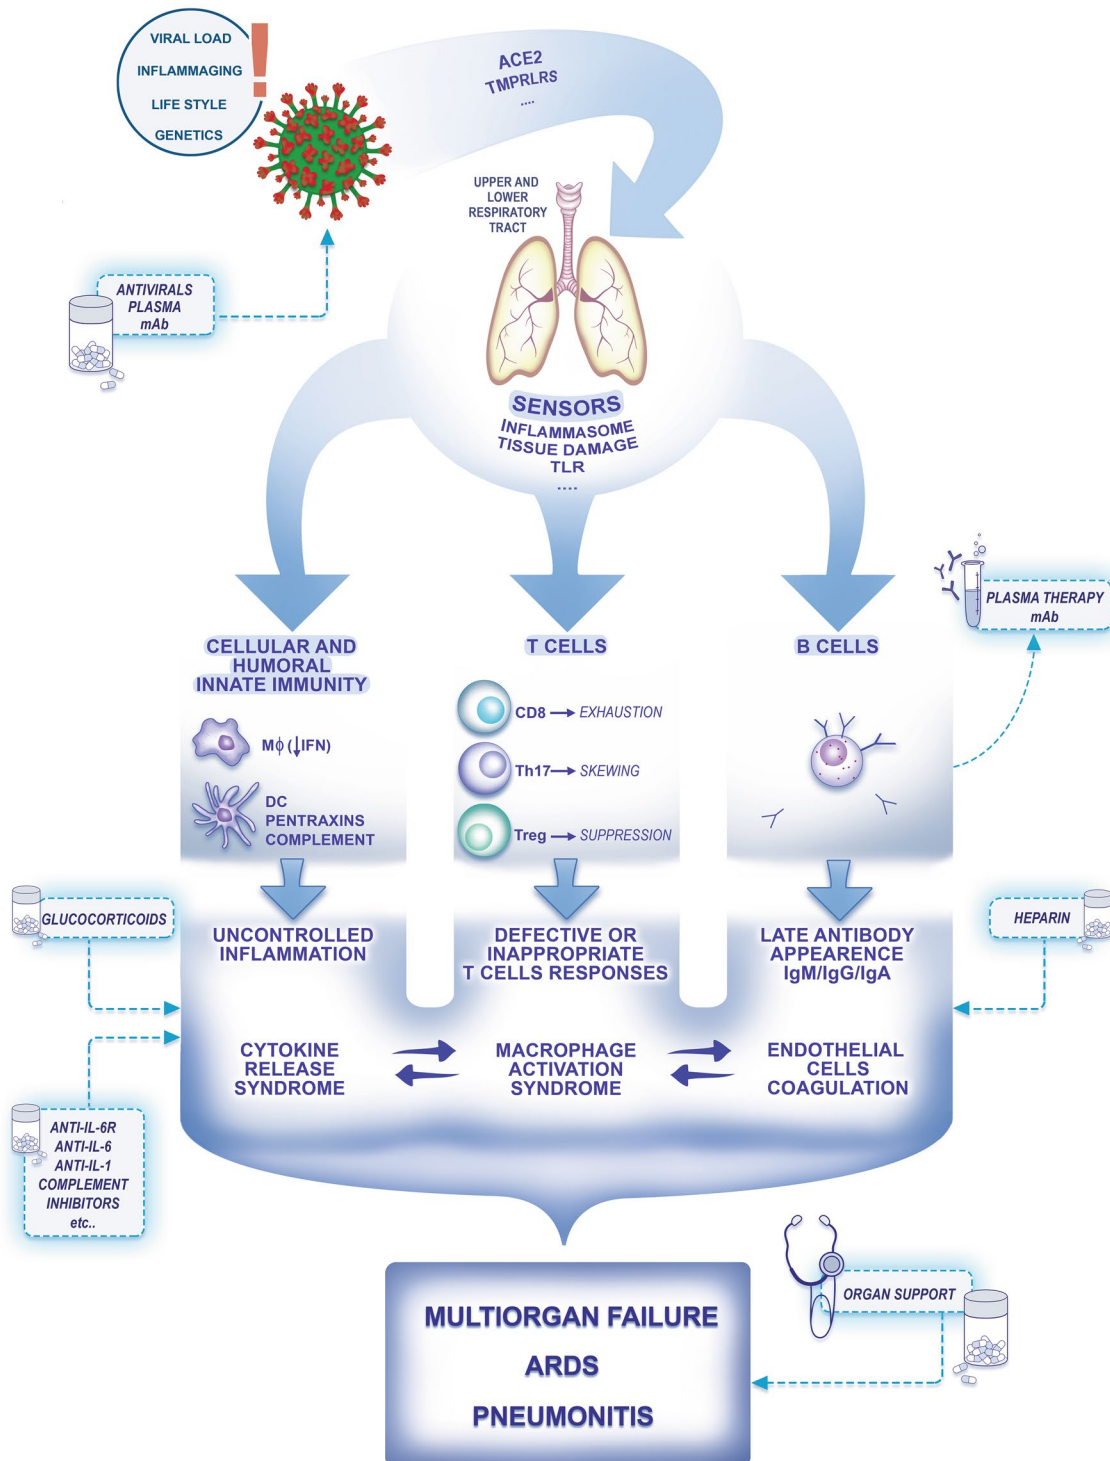 VIRAL LOAD
INFLAMMAGING
LIFE STYLE
GENETICS
!
ACE2
TMPRLRS
....
UPPER AND
LOWER
RESPIRATORY
TRACT
ANTIVIRALS
PLASMA
mAb
SENSORS
INFLAMMASOME
TISSUE DAMAGE
TLR
....
PLASMA THERAPY
mAb
CELLULAR AND
HUMORAL
INNATE IMMUNITY
Mϕ (↓IFN)
DC
PENTRAXINS
COMPLEMENT
T CELLS
CD8 → EXHAUSTION
Th17 → SKEWING
Treg → SUPPRESSION
B CELLS
GLUCOCORTICOIDS
HEPARIN
UNCONTROLLED
INFLAMMATION
DEFECTIVE OR
INAPPROPRIATE
T CELLS RESPONSES
LATE ANTIBODY
APPEARENCE
IgM/IgG/IgA
CYTOKINE
RELEASE
SYNDROME
MACROPHAGE
ACTIVATION
SYNDROME
ENDOTHELIAL
CELLS
COAGULATION
ANTI-IL-6R
ANTI-IL-6
ANTI-IL-1
COMPLEMENT
INHIBITORS
etc..
ORGAN SUPPORT
MULTIORGAN FAILURE
ARDS
PNEUMONITIS